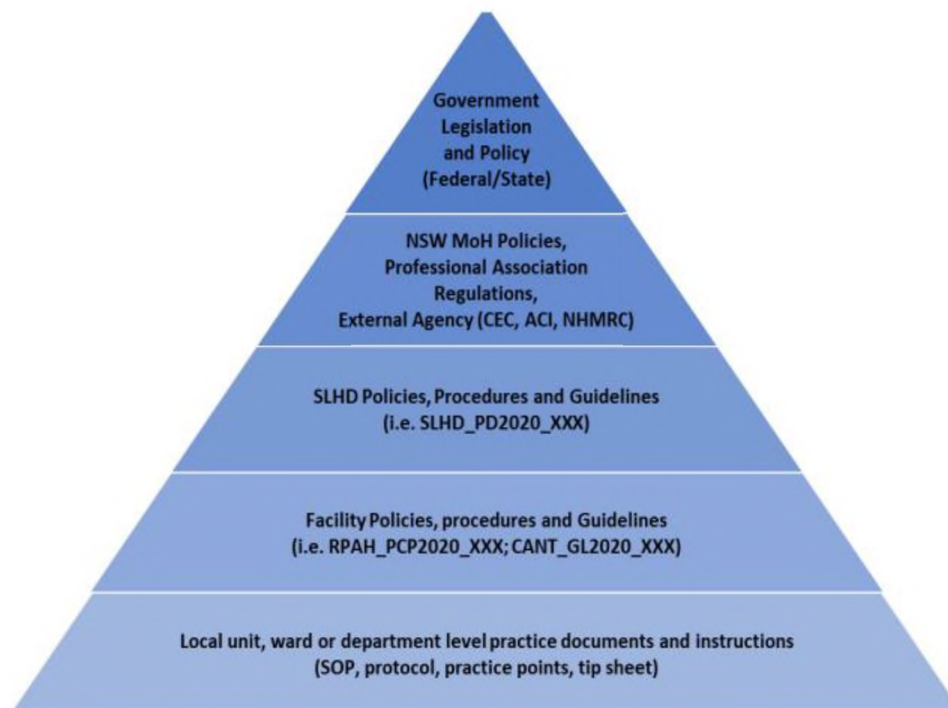 Government
Legislation
and Policy
(Federal/State)
NSW MoH Policies,
Professional Association
Regulations,
External Agency (CEC, ACI, NHMRC)
SLHD Policies, Procedures and Guidelines
(i.e. SLHD_PD2020_XXX)
Facility Policies, procedures and Guidelines
(i.e. RPAH_PCP2020_XXX; CANT_GL2020_XXX)
Local unit, ward or department level practice documents and instructions
(SOP, protocol, practice points, tip sheet)